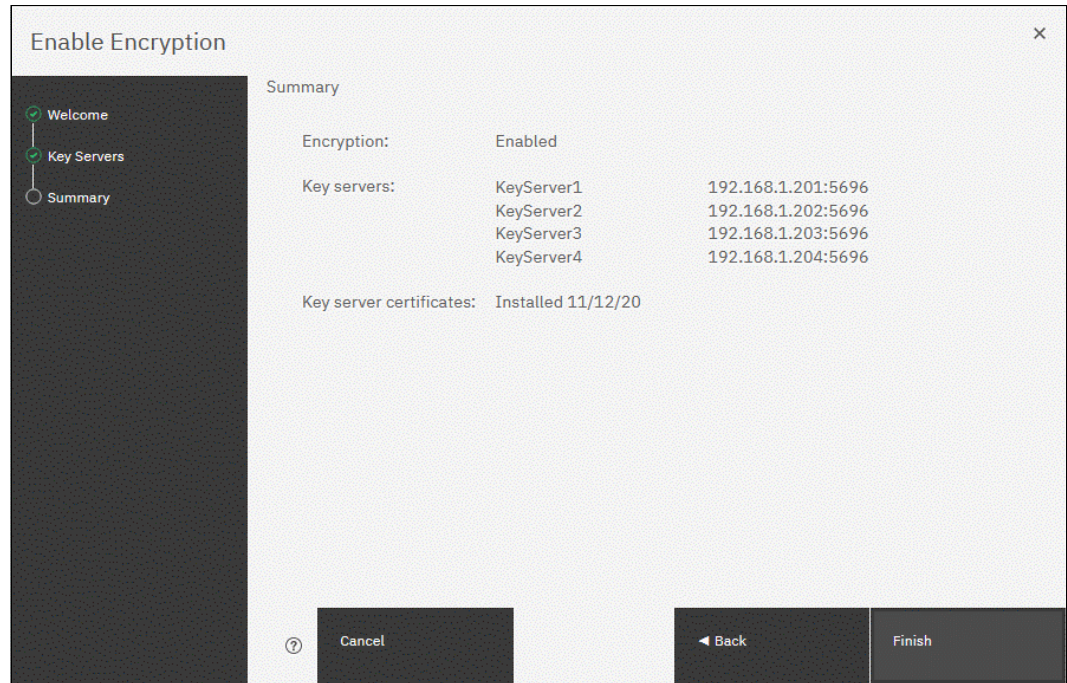 Enable Encryption
×
Welcome
Key Servers
Summary
Summary
Encryption: Enabled
Key servers: KeyServer1 192.168.1.201:5696
KeyServer2 192.168.1.202:5696
KeyServer3 192.168.1.203:5696
KeyServer4 192.168.1.204:5696
Key server certificates: Installed 11/12/20
? Cancel ◄ Back Finish